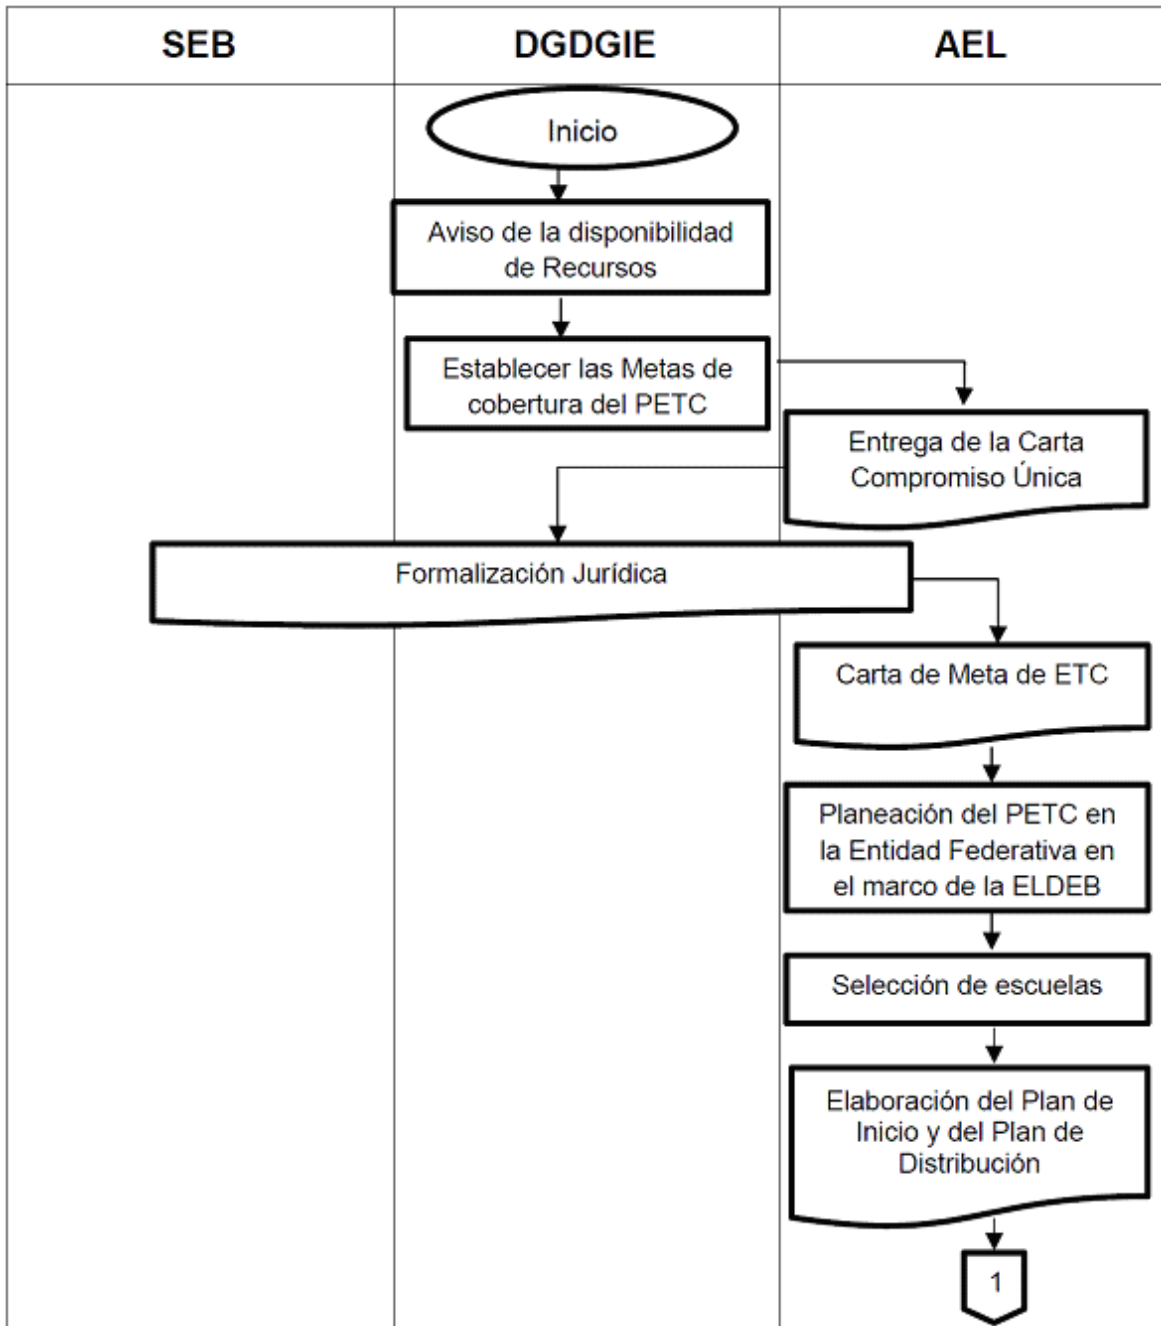 SEB
DGDGIE
AEL
Inicio
Aviso de la disponibilidad
de Recursos
Establecer las Metas de
cobertura del PETC
Entrega de la Carta
Compromiso Única
Formalización Jurídica
Carta de Meta de ETC
Planeación del PETC en
la Entidad Federativa en
el marco de la ELDEB
Selección de escuelas
Elaboración del Plan de
Inicio y del Plan de
Distribución
1